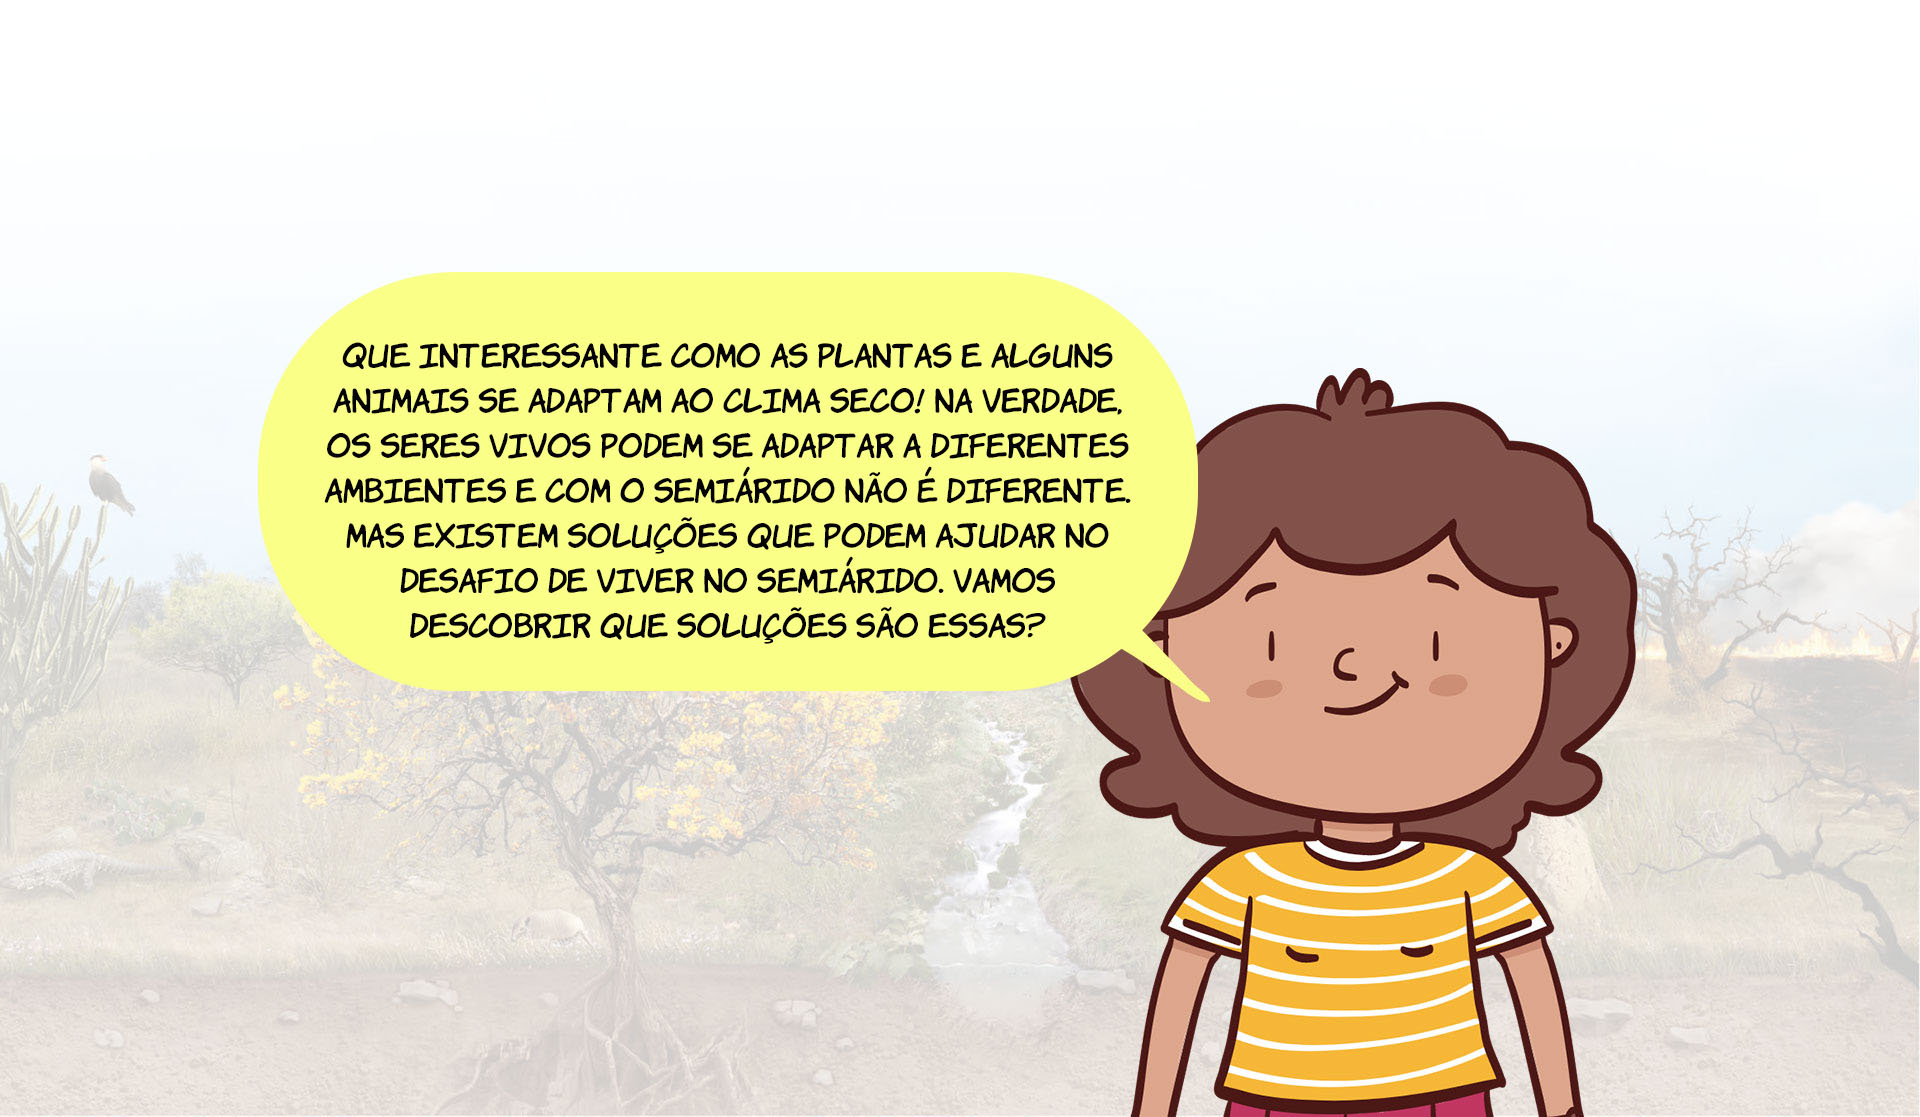 QUE INTERESSANTE COMO AS PLANTAS E ALGUNS
ANIMAIS SE ADAPTAM AO CLIMA SECO! NA VERDADE,
OS SERES VIVOS PODEM SE ADAPTAR A DIFERENTES
AMBIENTES E COM O SEMIÁRIDO NÃO É DIFERENTE.
MAS EXISTEM SOLUÇÕES QUE PODEM AJUDAR NO
DESAFIO DE VIVER NO SEMIÁRIDO. VAMOS
DESCOBRIR QUE SOLUÇÕES SÃO ESSAS?